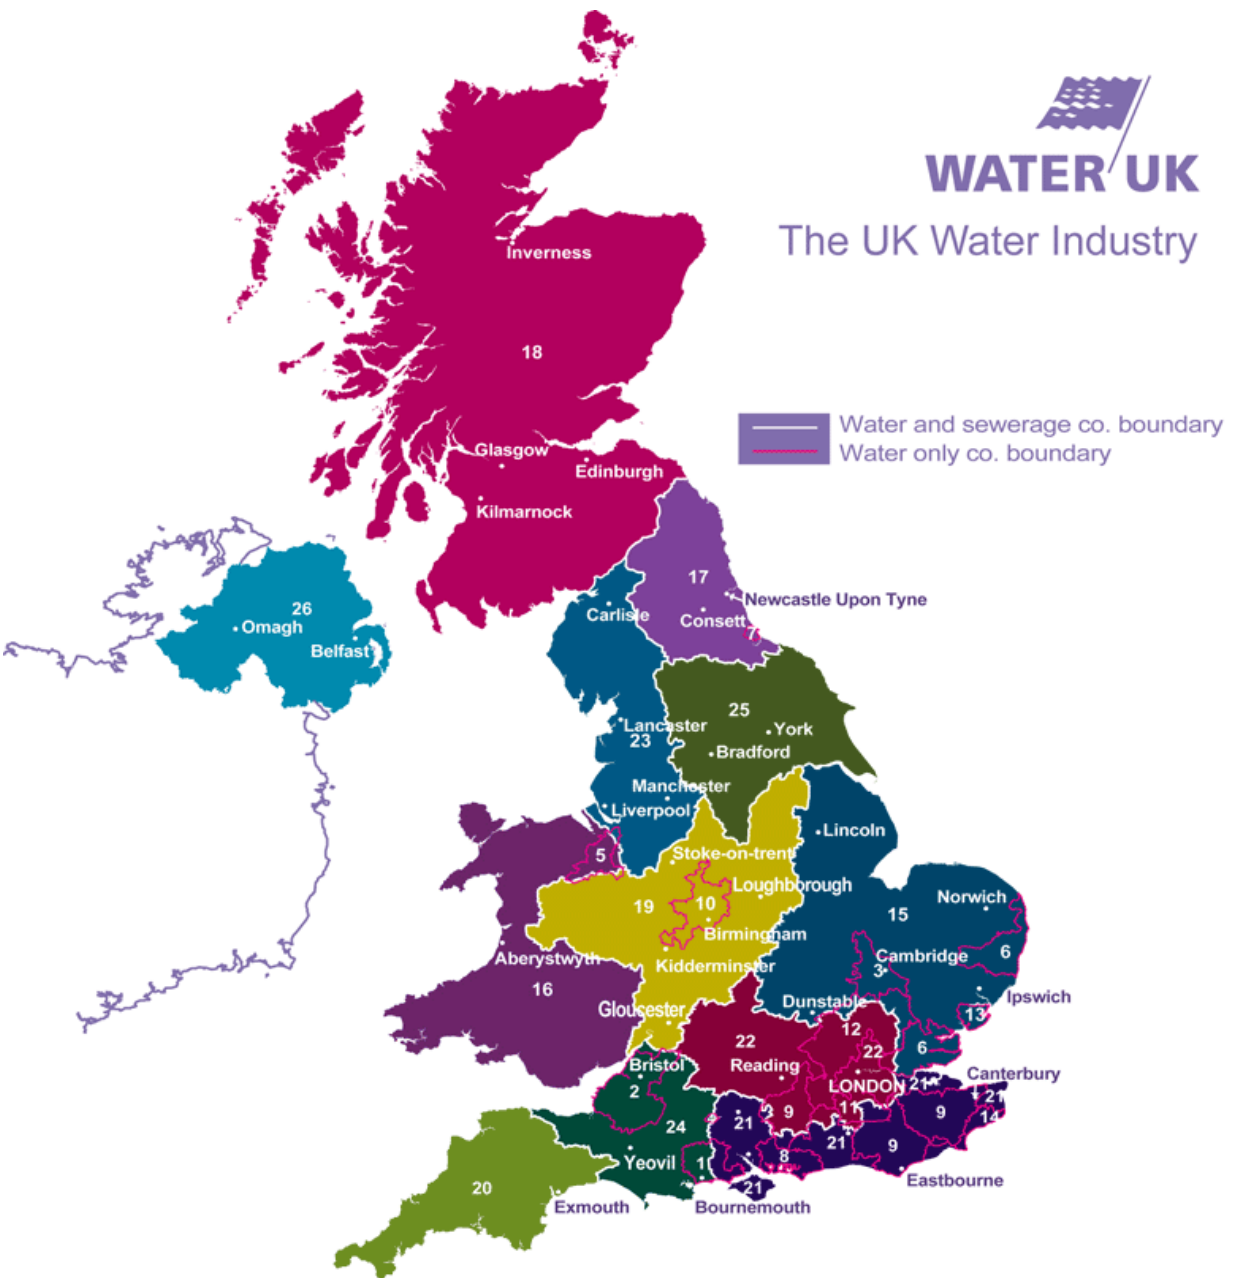 WATER UK
The UK Water Industry
Inverness
18
Water and sewerage co. boundary
Water only co. boundary
Glasgow
Edinburgh
Kilmarnock
17
Newcastle Upon Tyne
26
Carlisle
Consett
Omagh
7
Belfast
25
Lancaster
York
23
Bradford
Manchester
Liverpool
Lincoln
5
Stoke-on-trent
Loughborough
Norwich
19
10
15
Birmingham
6
Aberystwyth
Cambridge
Kidderminster
3
16
Ipswich
Dunstable
Gloucester
13
12
22
22
6
Bristol
Reading
Canterbury
LONDON
21
2
21
9
11
9
14
24
21
21
9
8
Yeovil
1
Eastbourne
20
21
Exmouth
Bournemouth